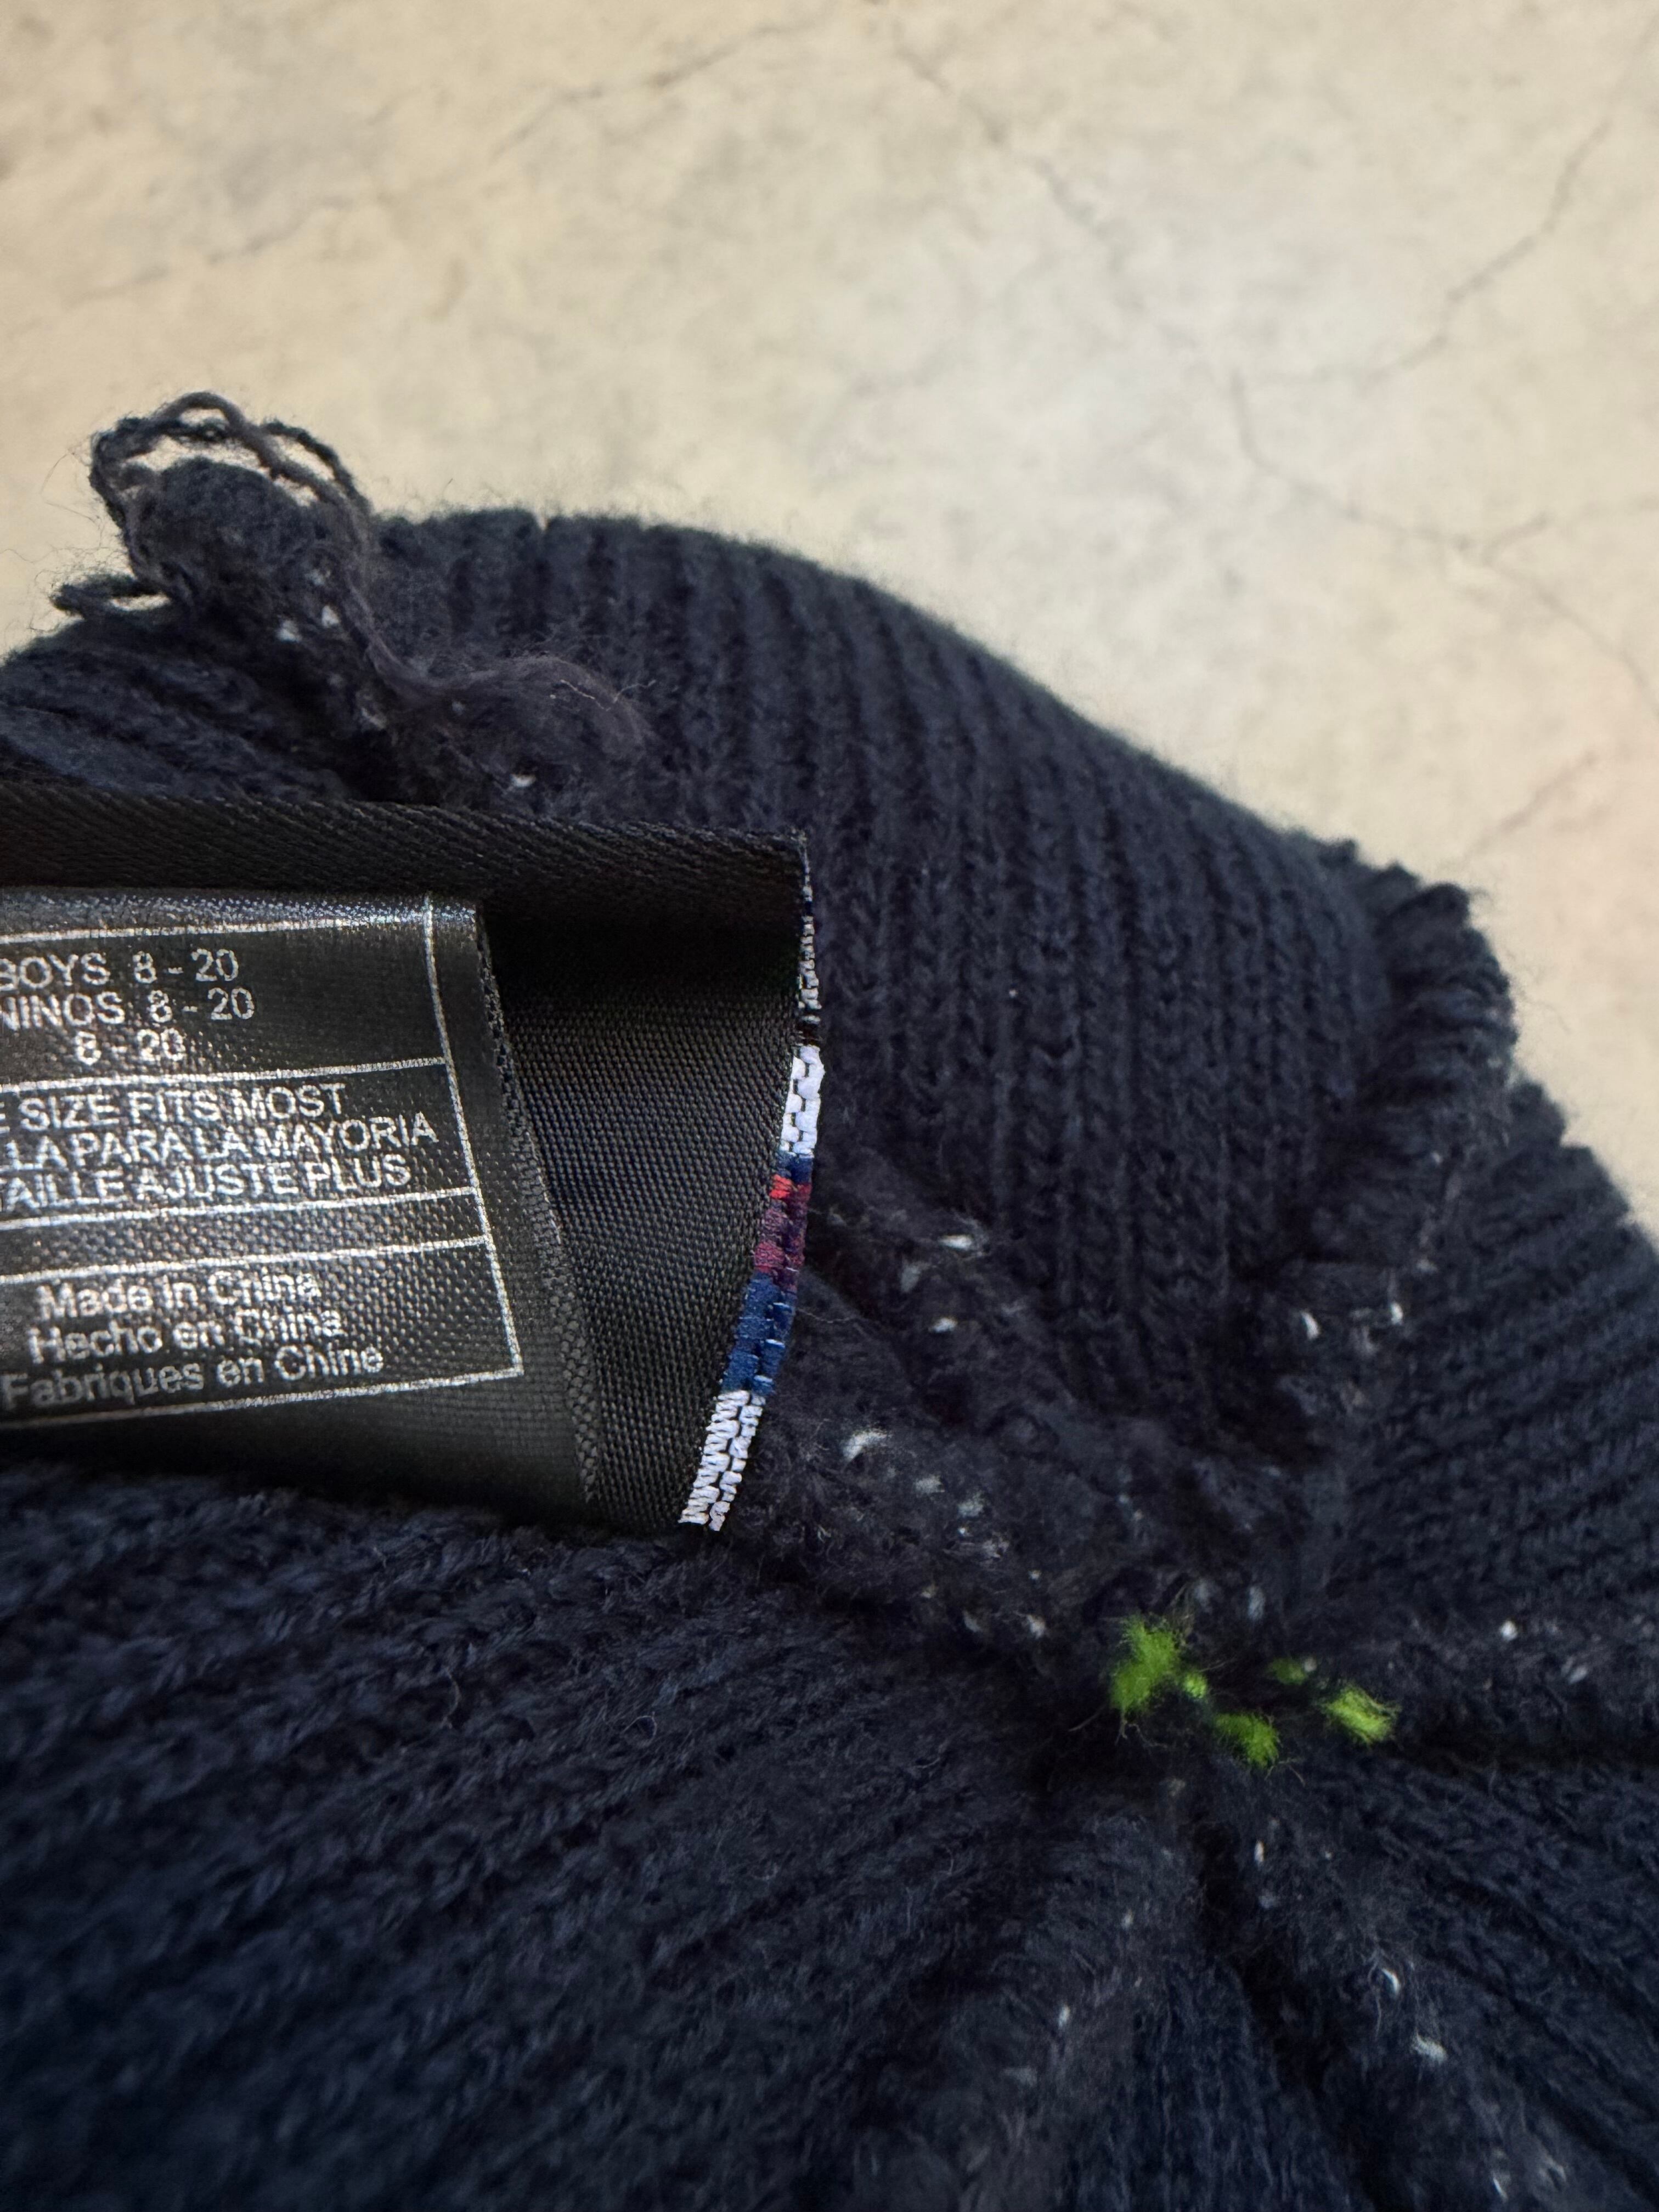 BOYS 8 - 20
NINOS 8 - 20
8 - 20
E SIZE FITS MOST
LA PARA LA MAYORIA
AILLE AJUSTE PLUS
Made in China
Hecho en China
Fabriques en Chine